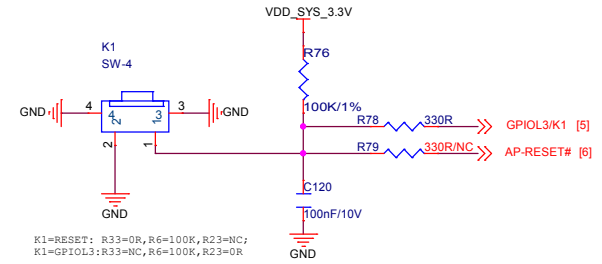 VDD_SYS_3.3V
R76
100K/1%
K1
SW-4
GND 4 2 4 1 3 3 GND
2 1
GND
R78 330R GPIOL3/K1 [5]
R79 330R/NC AP-RESET# [6]
C120
100nF/10V
GND
K1=RESET: R33=0R,R6=100K,R23=NC;
K1=GPIOL3:R33=NC,R6=100K,R23=0R